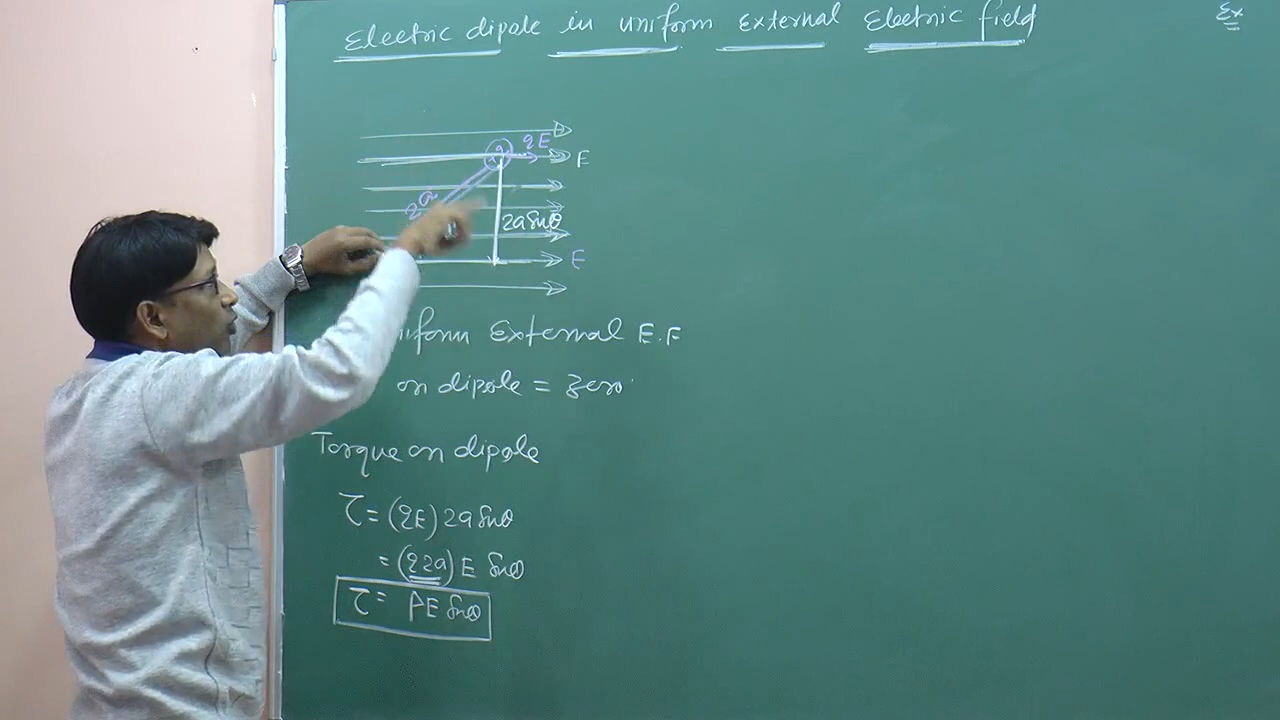 Electric dipole in uniform external Electric field
Ex
qE
E
2a
2a sinθ
E
iform External E.F
on dipole = zero
Torque on dipole
τ = (qE) 2a sinθ
= (q2a) E sinθ
τ = PE sinθ